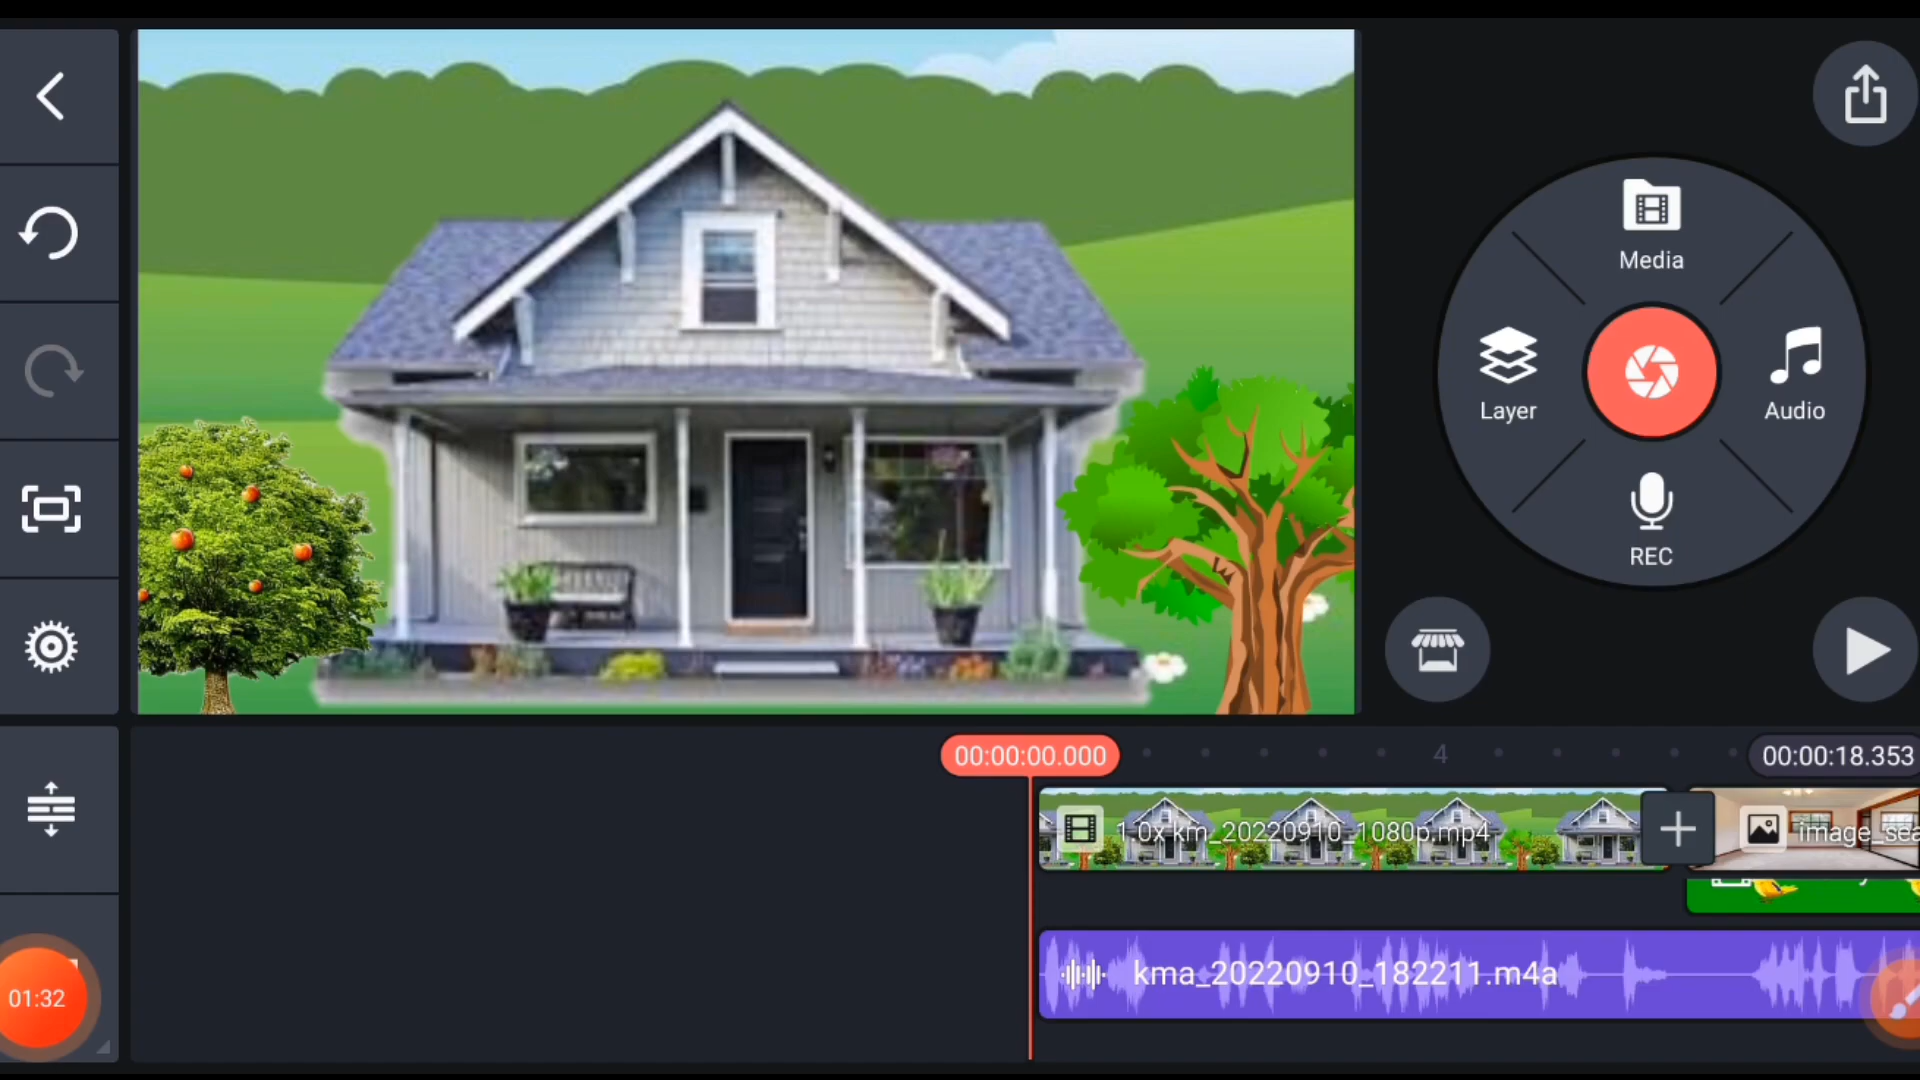 Media
Layer
Audio
REC
00:00:00.000
4
00:00:18.353
1.0x km_20220910_1080p.mp4
image_sea
kma_20220910_182211.m4a
01:32